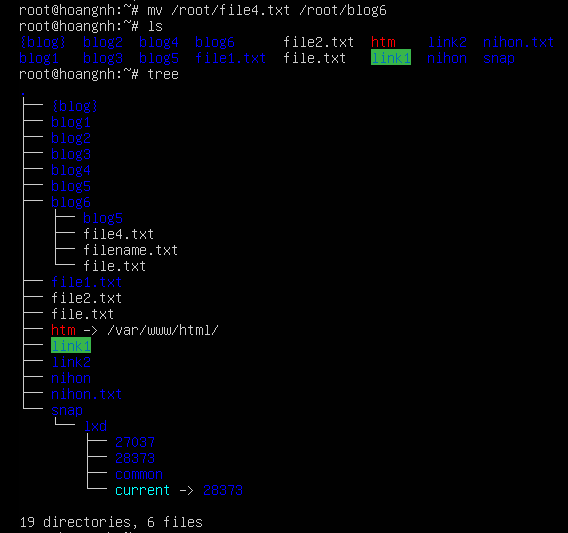 root@hoangnh:~# mv /root/file4.txt /root/blog6
root@hoangnh:~# ls
{blog} blog2 blog4 blog6 file2.txt htm link2 nihon.txt
blog1 blog3 blog5 file1.txt file.txt link1 nihon snap
root@hoangnh:~# tree
.
├── {blog}
├── blog1
├── blog2
├── blog3
├── blog4
├── blog5
├── blog6
│   ├── blog5
│   ├── file4.txt
│   ├── filename.txt
│   └── file.txt
├── file1.txt
├── file2.txt
├── file.txt
├── htm -> /var/www/html/
├── link1
├── link2
├── nihon
├── nihon.txt
└── snap
    └── lxd
        ├── 27037
        ├── 28373
        ├── common
        └── current -> 28373
19 directories, 6 files